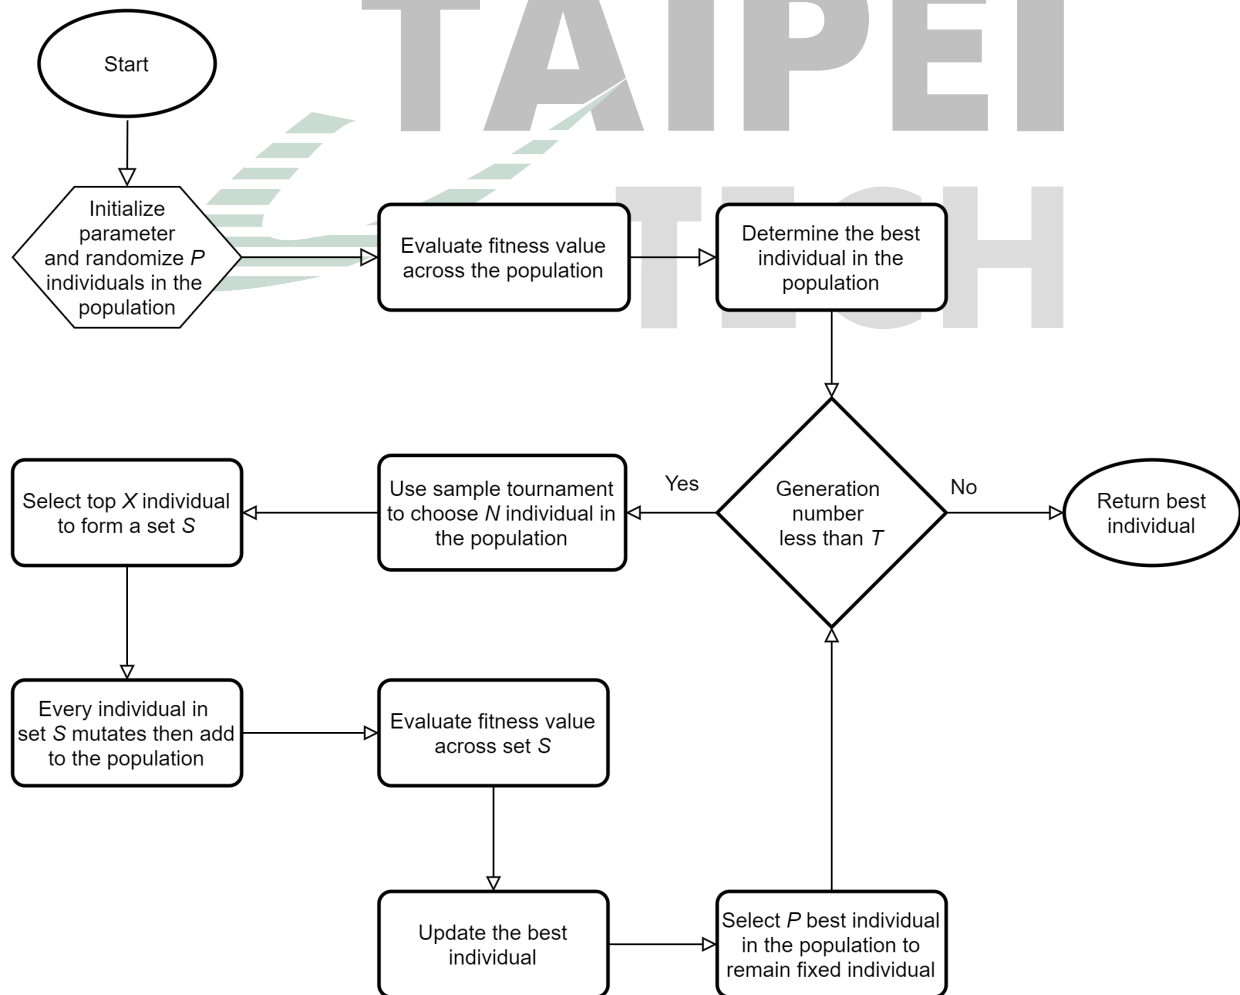 TAIPEI
TECH
Start
Initialize
parameter
and randomize P
individuals in the
population
Evaluate fitness value
across the population
Determine the best
individual in the
population
Generation
number
less than T
Yes
No
Return best
individual
Use sample tournament
to choose N individual in
the population
Select top X individual
to form a set S
Every individual in
set S mutates then add
to the population
Evaluate fitness value
across set S
Update the best
individual
Select P best individual
in the population to
remain fixed individual